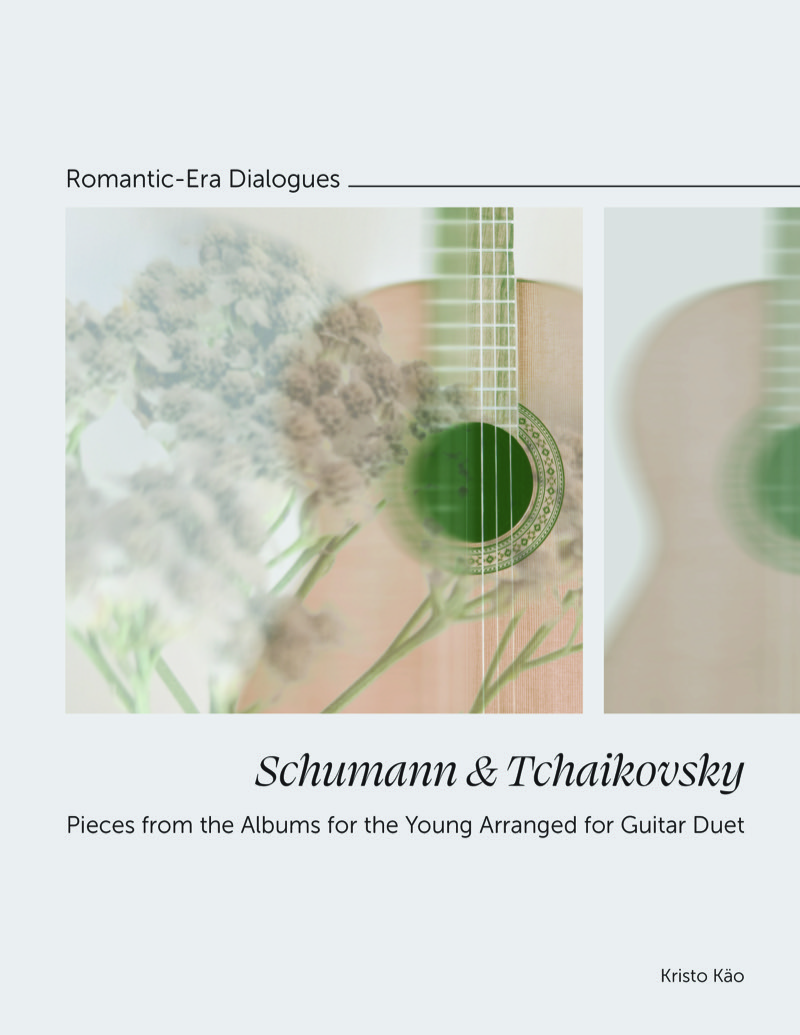 Romantic-Era Dialogues
Schumann & Tchaikovsky
Pieces from the Albums for the Young Arranged for Guitar Duet
Kristo Käo